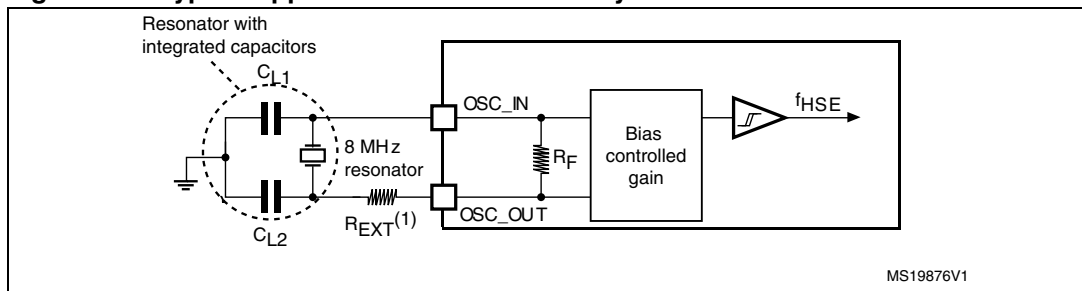 Resonator with
integrated capacitors
CL1
OSC_IN
fHSE
8 MHz
resonator
RF
Bias
controlled
gain
REXT(1)
OSC_OUT
CL2
MS19876V1